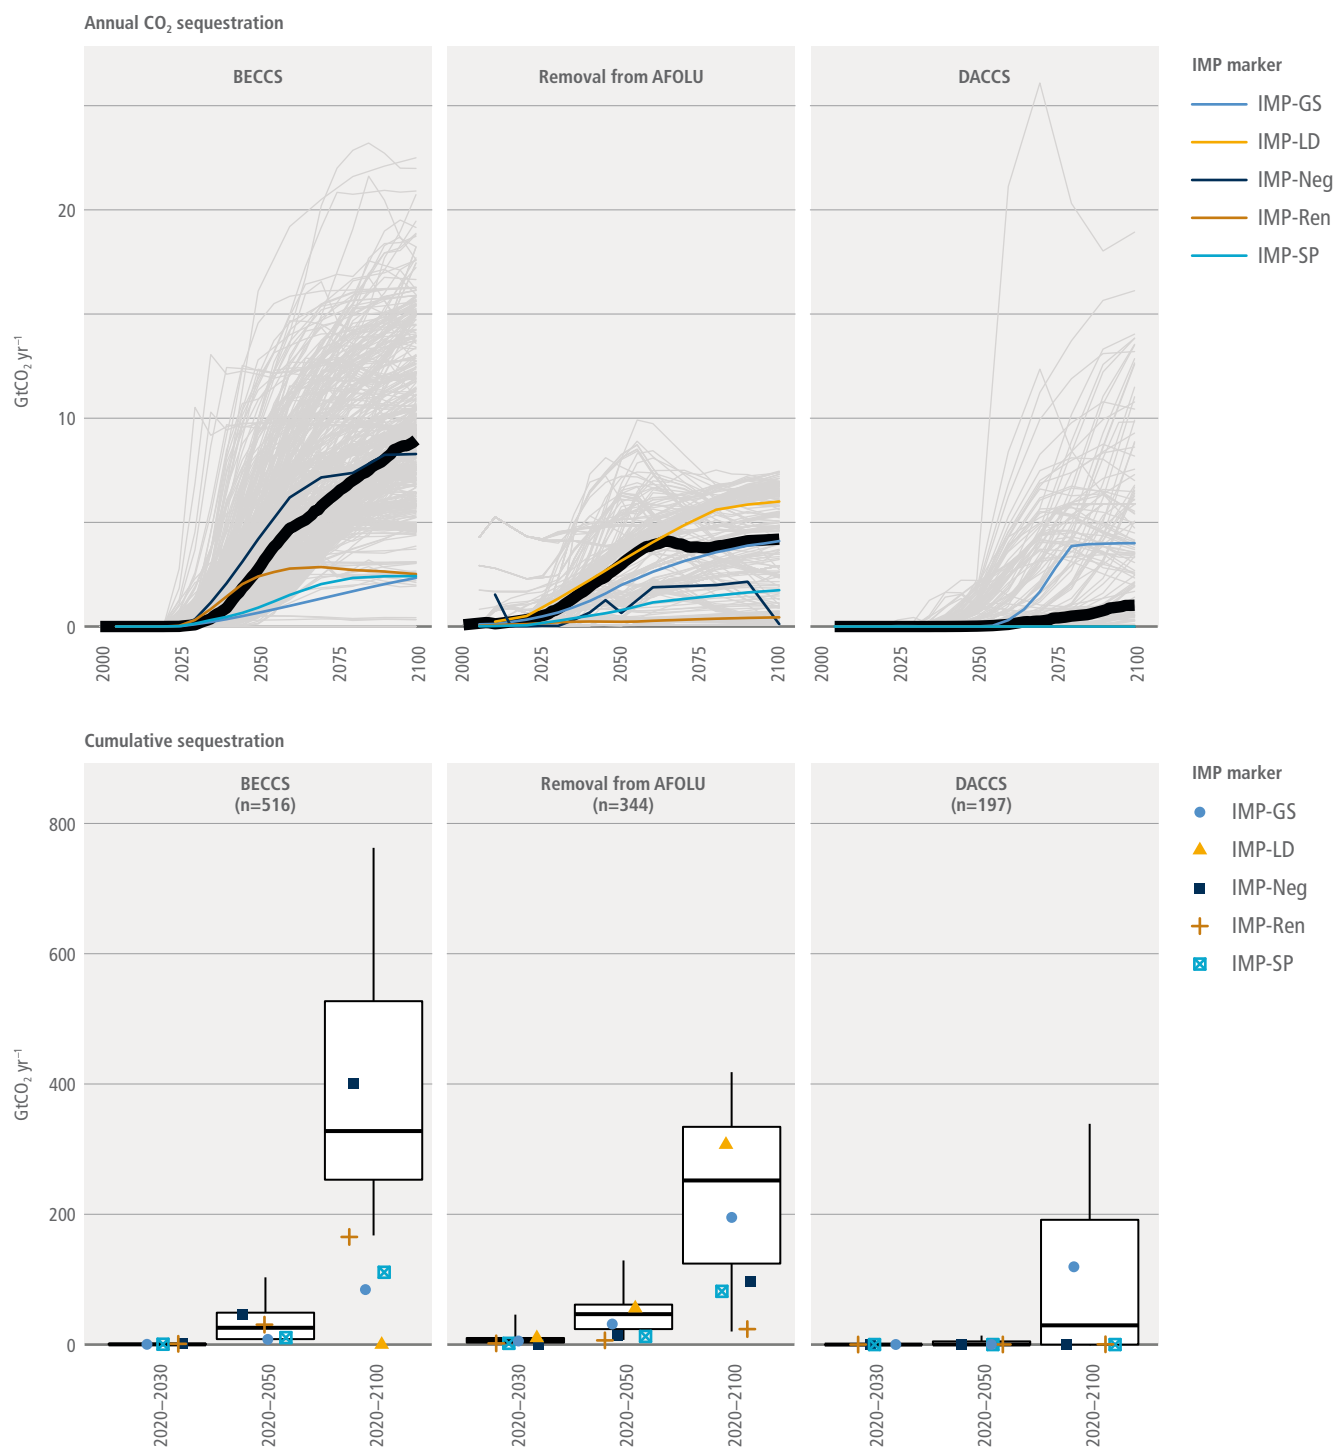 Annual CO₂ sequestration
BECCS
Removal from AFOLU
DACCS
IMP marker
IMP-GS
IMP-LD
IMP-Neg
IMP-Ren
IMP-SP
GtCO₂ yr⁻¹
20
10
0
2000
2025
2050
2075
2100
2000
2025
2050
2075
2100
2000
2025
2050
2075
2100
Cumulative sequestration
BECCS
(n=516)
Removal from AFOLU
(n=344)
DACCS
(n=197)
IMP marker
IMP-GS
IMP-LD
IMP-Neg
IMP-Ren
IMP-SP
GtCO₂ yr⁻¹
800
600
400
200
0
2020–2030
2020–2050
2020–2100
2020–2030
2020–2050
2020–2100
2020–2030
2020–2050
2020–2100